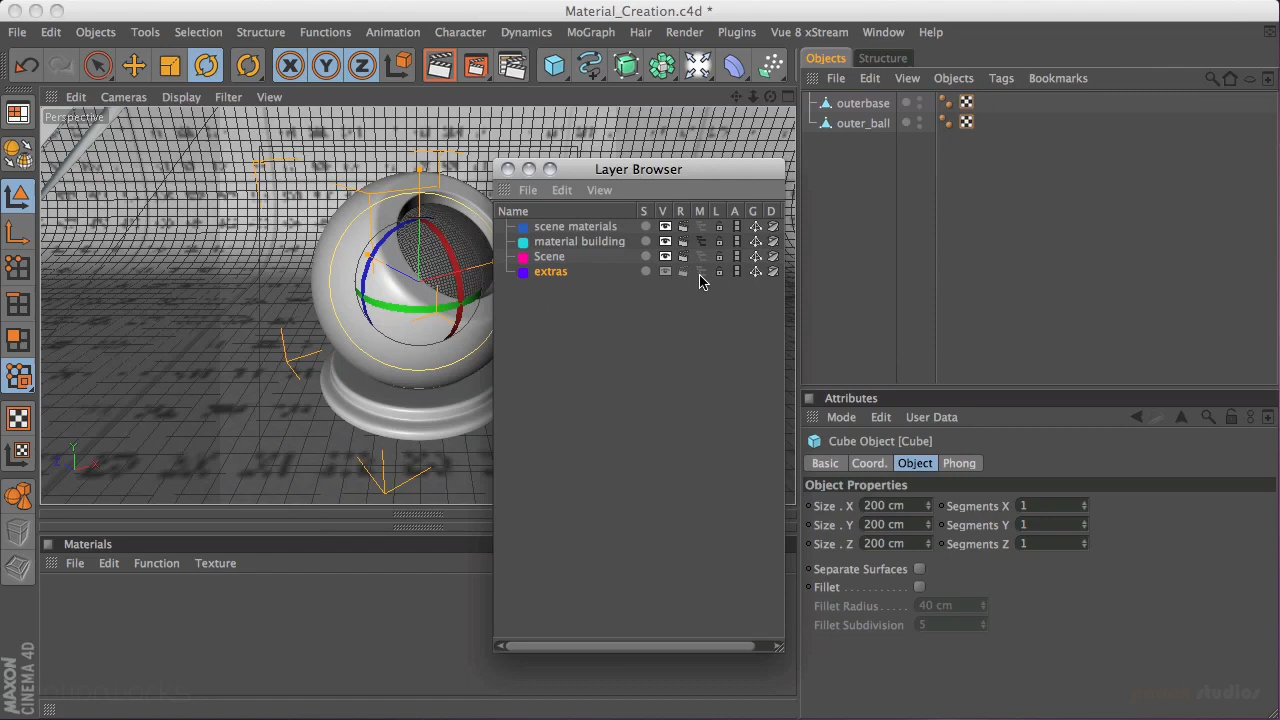 Material_Creation.c4d *
File Edit Objects Tools Selection Structure Functions Animation Character Dynamics MoGraph Hair Render Plugins Vue 8 xStream Window Help
X Y Z
Objects Structure
File Edit View Objects Tags Bookmarks
Edit Cameras Display Filter View
Perspective
outerbase
outer_ball
Layer Browser
File Edit View
Name S V R M L A G D
scene materials
material building
Scene
extras
Y
Z X
Attributes
Mode Edit User Data
Cube Object [Cube]
Basic Coord. Object Phong
Object Properties
Size . X 200 cm Segments X 1
Size . Y 200 cm Segments Y 1
Size . Z 200 cm Segments Z 1
Separate Surfaces
Fillet . . . . . . . . . . .
Fillet Radius . . . . . 40 cm
Fillet Subdivision 5
Materials
File Edit Function Texture
MAXON
CINEMA 4D
studios